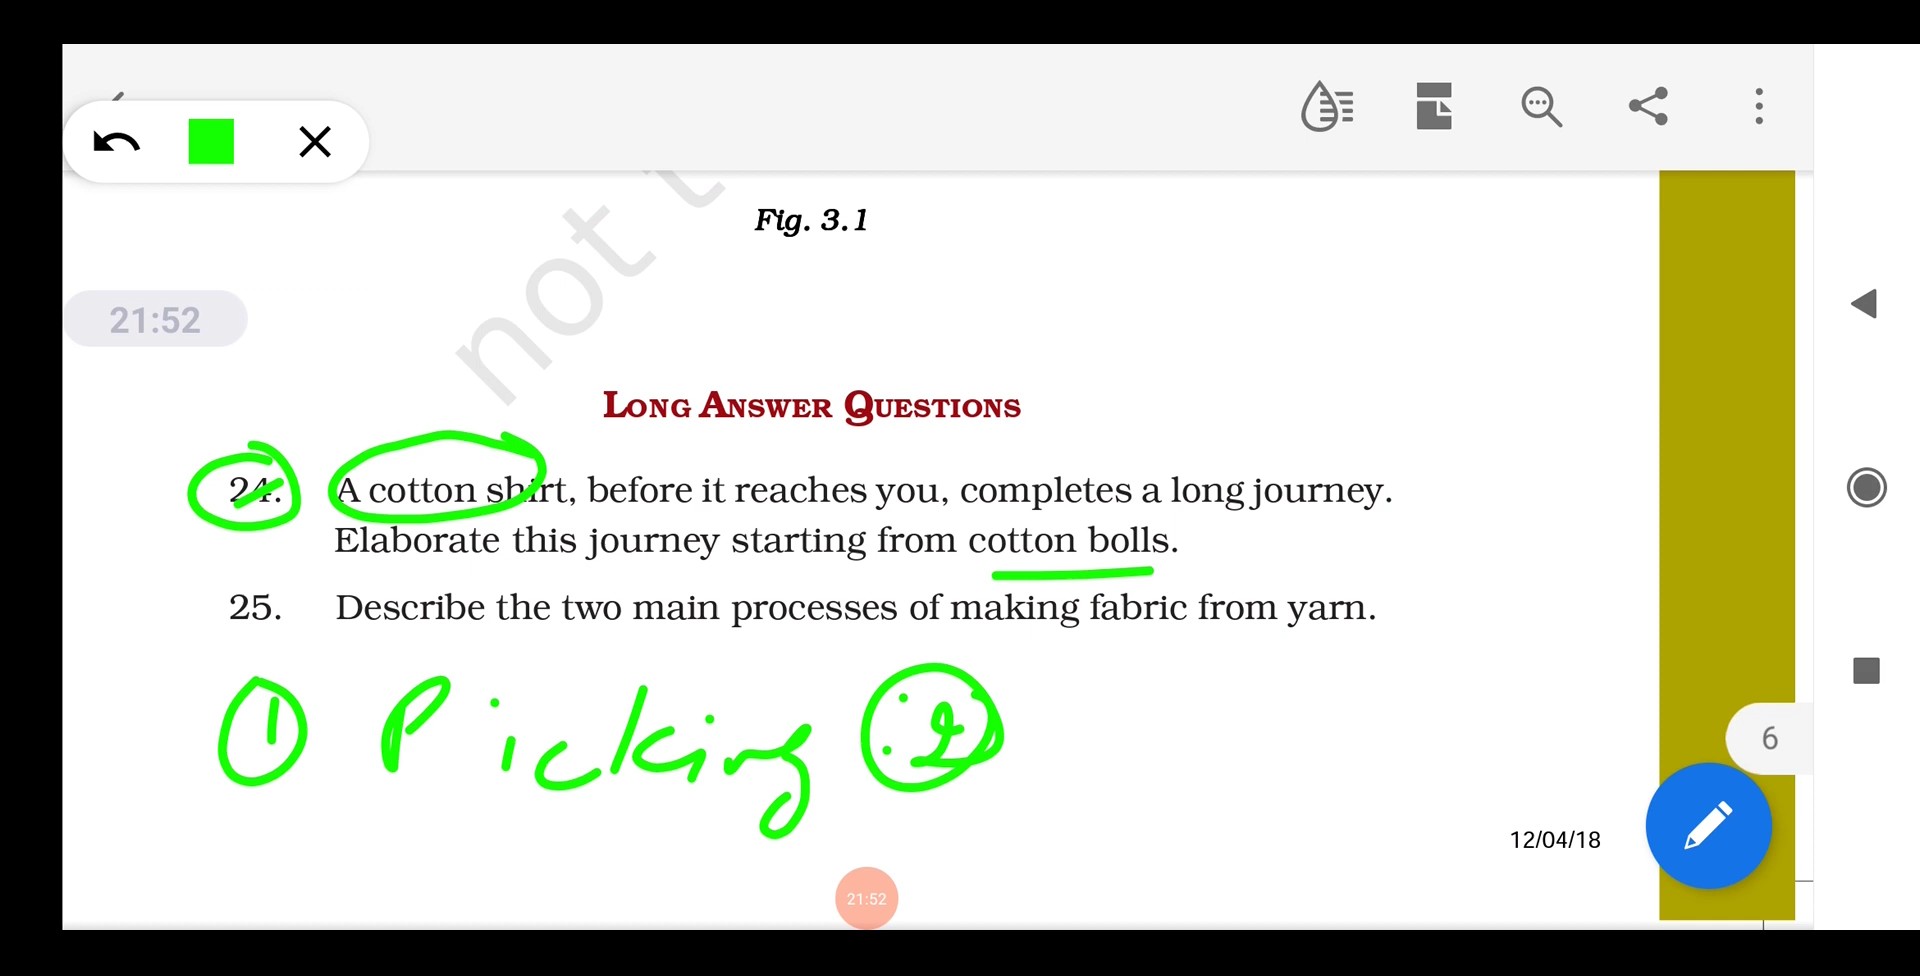 not t
Fig. 3.1
21:52
LONG ANSWER QUESTIONS
24. A cotton shirt, before it reaches you, completes a long journey.
Elaborate this journey starting from cotton bolls.
25. Describe the two main processes of making fabric from yarn.
1 Picking 2
6
12/04/18
21:52